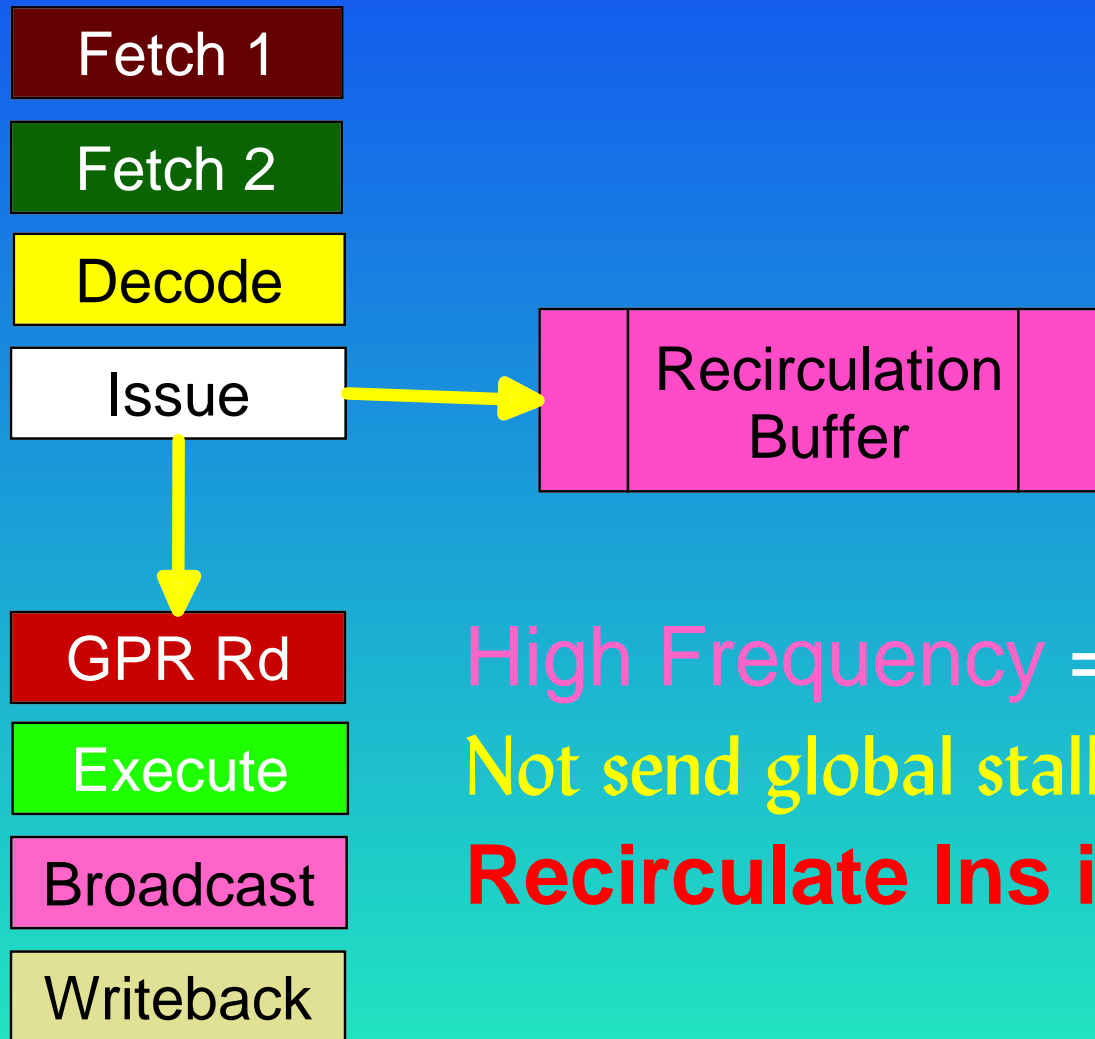 Fetch 1
Fetch 2
Decode
Issue
Recirculation
Buffer
GPR Rd
High Frequency =
Execute
Not send global stall
Broadcast
Recirculate Ins i
Writeback